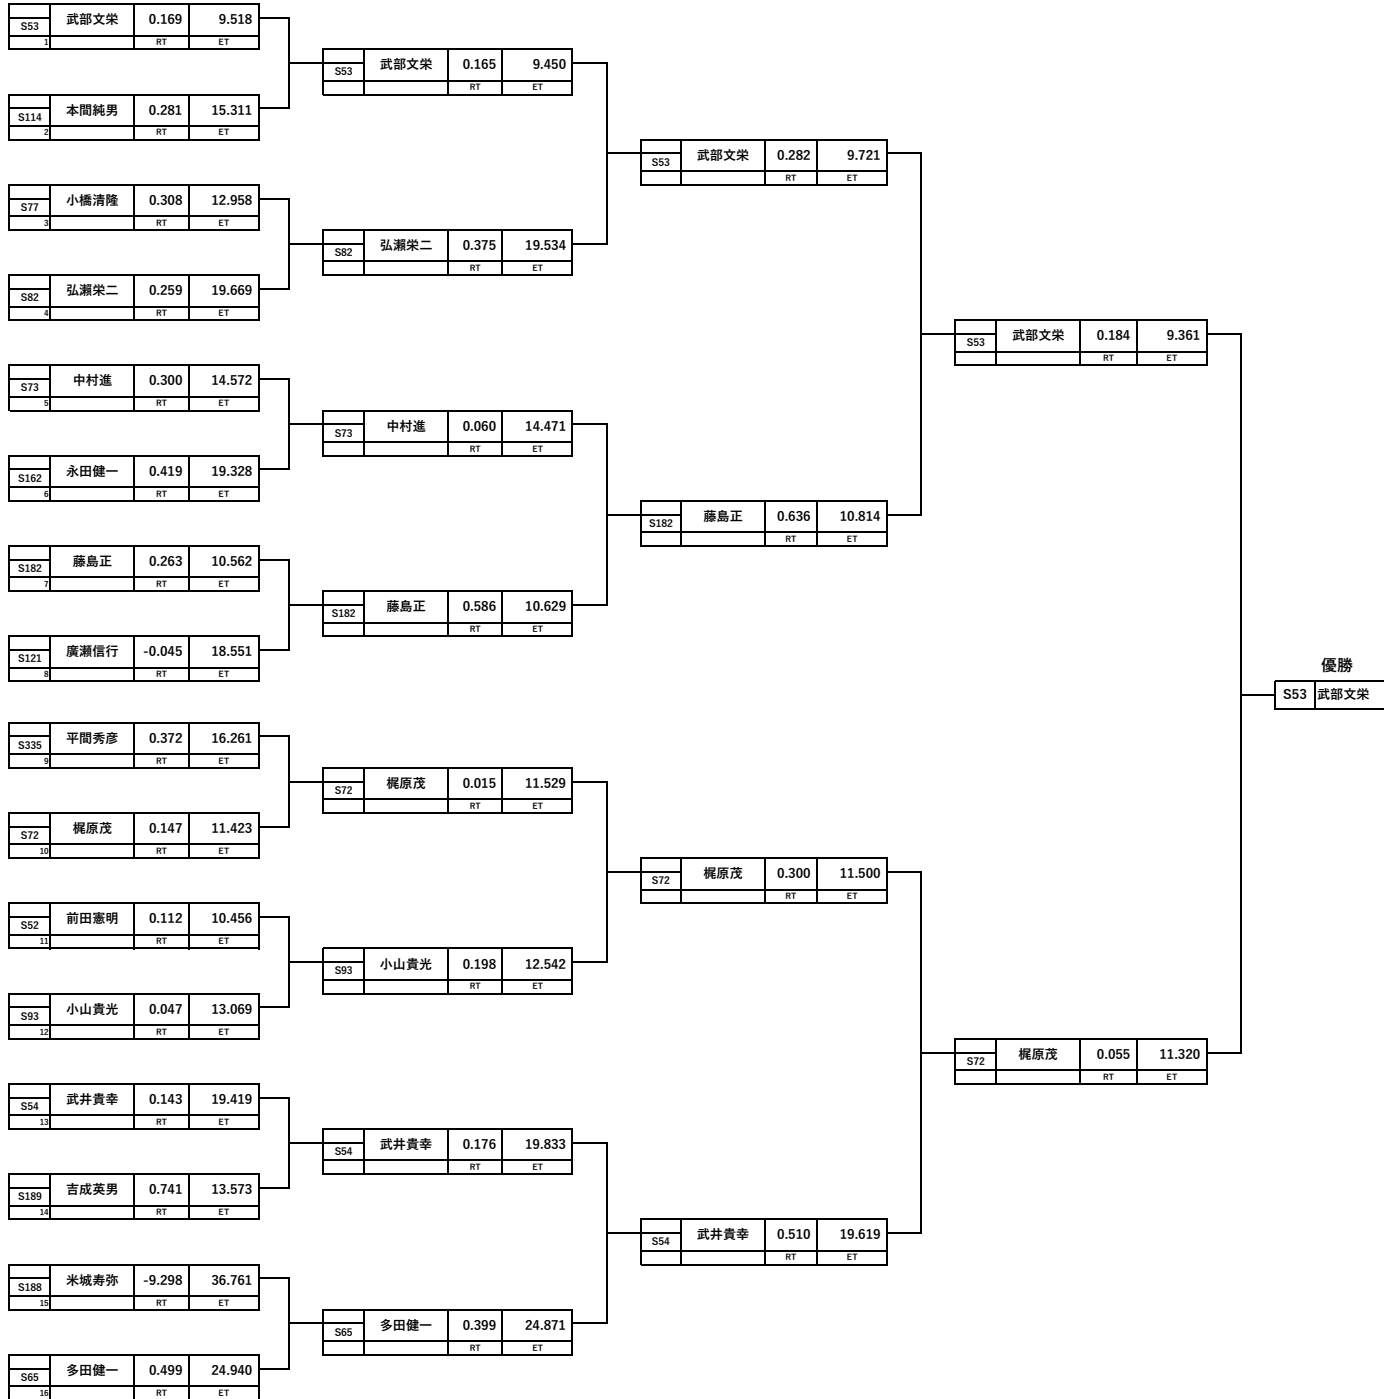 武部文栄 0.169 9.518
S53
1 RT ET
武部文栄 0.165 9.450
S53
RT ET
本間純男 0.281 15.311
S114
2 RT ET
武部文栄 0.282 9.721
S53
RT ET
小橋清隆 0.308 12.958
S77
3 RT ET
弘瀬栄二 0.375 19.534
S82
RT ET
弘瀬栄二 0.259 19.669
S82
4 RT ET
武部文栄 0.184 9.361
S53
RT ET
中村進 0.300 14.572
S73
5 RT ET
中村進 0.060 14.471
S73
RT ET
永田健一 0.419 19.328
S162
6 RT ET
藤島正 0.636 10.814
S182
RT ET
藤島正 0.263 10.562
S182
7 RT ET
藤島正 0.586 10.629
S182
RT ET
廣瀬信行 -0.045 18.551
S121
8 RT ET
優勝
S53 武部文栄
平間秀彦 0.372 16.261
S335
9 RT ET
梶原茂 0.015 11.529
S72
RT ET
梶原茂 0.147 11.423
S72
10 RT ET
梶原茂 0.300 11.500
S72
RT ET
前田憲明 0.112 10.456
S52
11 RT ET
小山貴光 0.198 12.542
S93
RT ET
小山貴光 0.047 13.069
S93
12 RT ET
梶原茂 0.055 11.320
S72
RT ET
武井貴幸 0.143 19.419
S54
13 RT ET
武井貴幸 0.176 19.833
S54
RT ET
吉成英男 0.741 13.573
S189
14 RT ET
武井貴幸 0.510 19.619
S54
RT ET
米城寿弥 -9.298 36.761
S188
15 RT ET
多田健一 0.399 24.871
S65
RT ET
多田健一 0.499 24.940
S65
16 RT ET